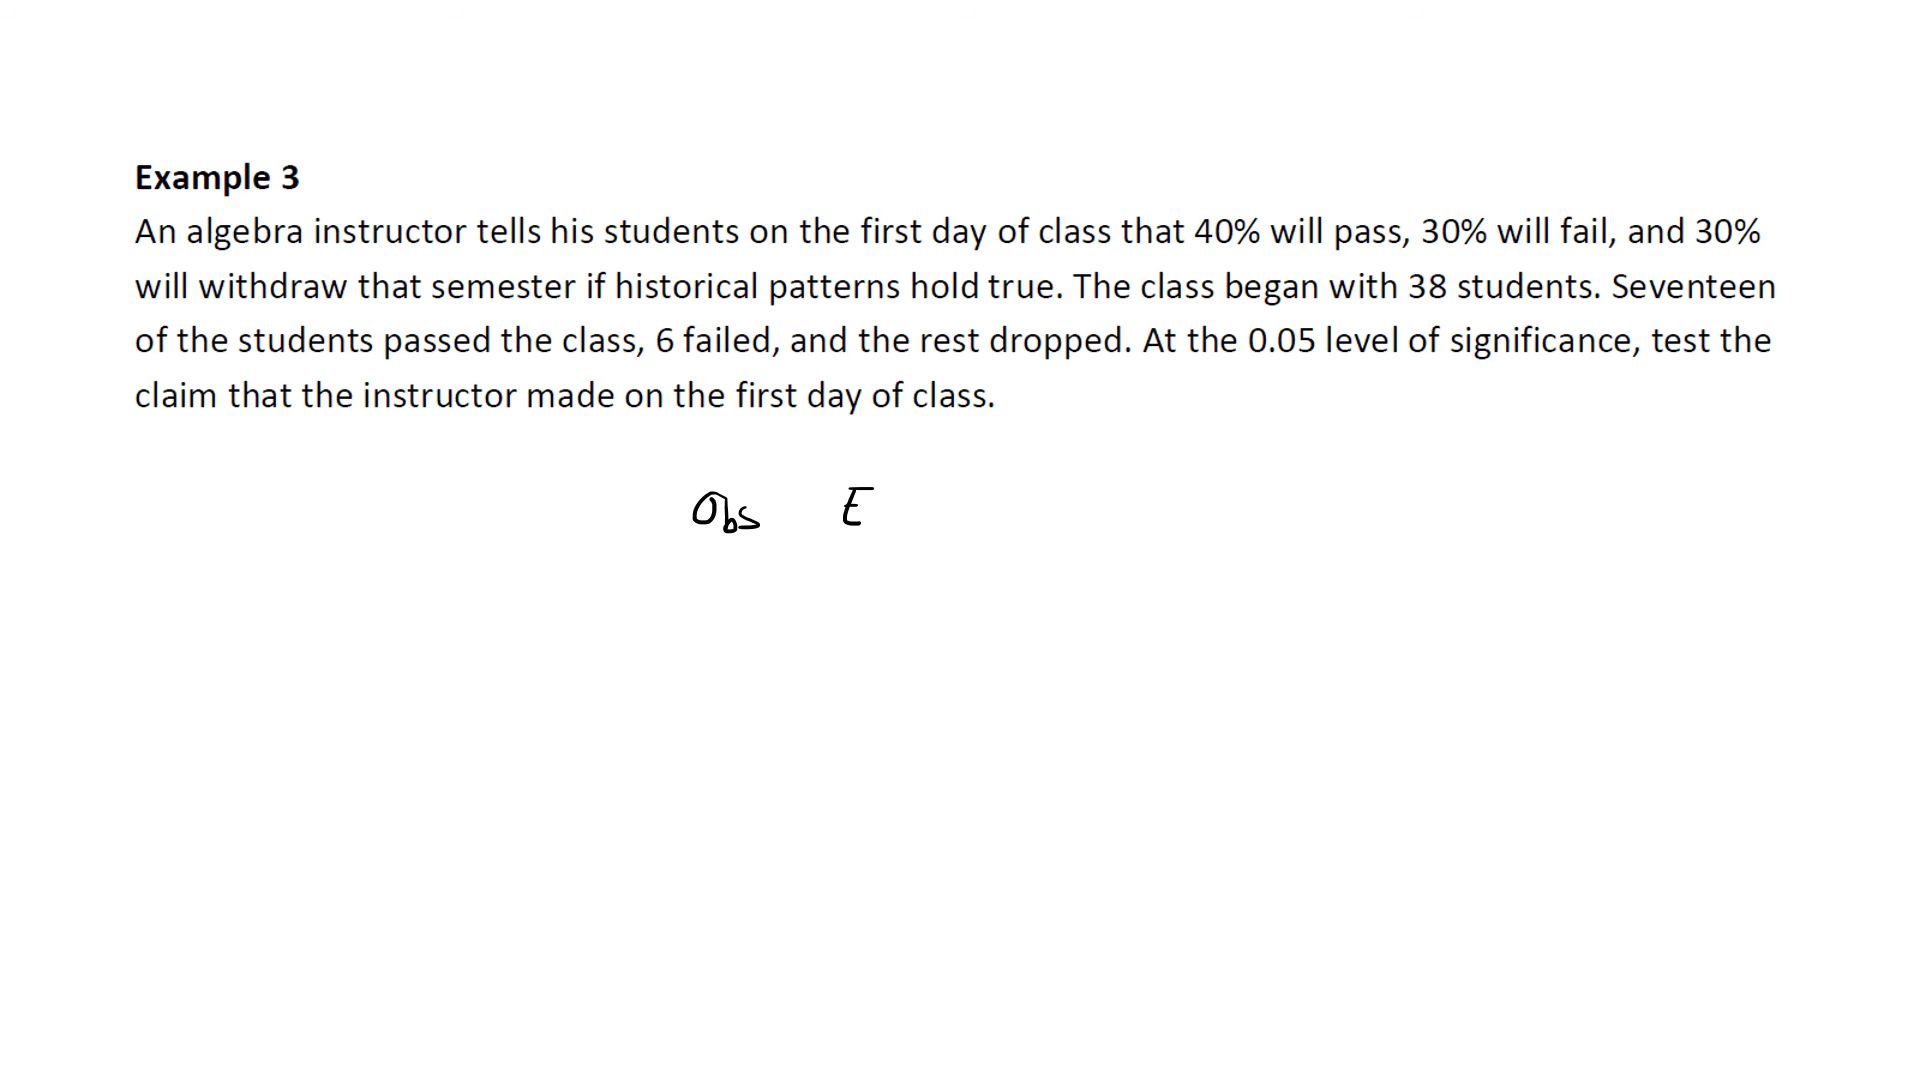 Example 3
An algebra instructor tells his students on the first day of class that 40% will pass, 30% will fail, and 30%
will withdraw that semester if historical patterns hold true. The class began with 38 students. Seventeen
of the students passed the class, 6 failed, and the rest dropped. At the 0.05 level of significance, test the
claim that the instructor made on the first day of class.
Obs E